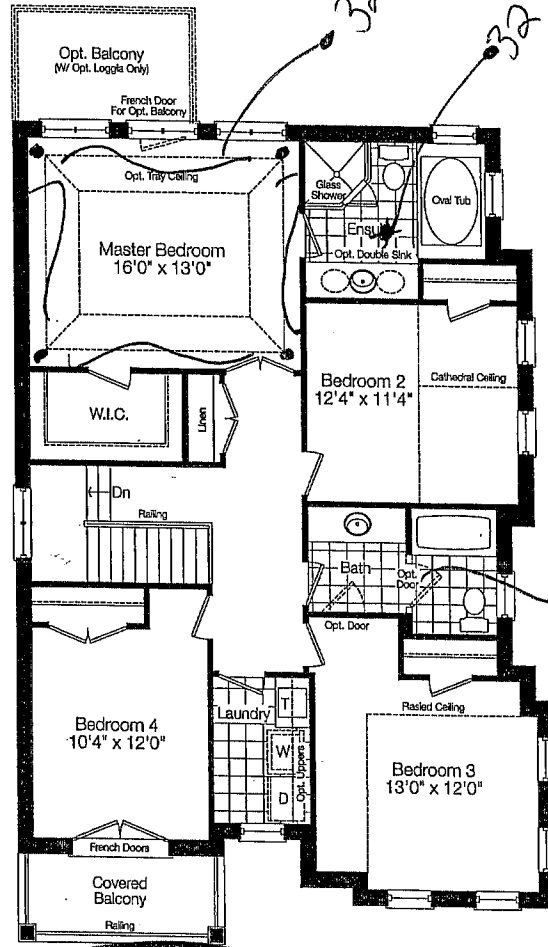 32
Opt. Balcony
(W/ Opt. Loggia Only)
French Door
For Opt. Balcony
Opt. Tray Ceiling
Master Bedroom
16'0" x 13'0"
Glass
Shower
Oval Tub
Opt. Double Sink
W.I.C.
Linen
Bedroom 2
12'4" x 11'4"
Cathedral Ceiling
Dn
Railing
Bath
Opt.
Door
Opt. Door
Bedroom 4
10'4" x 12'0"
Laundry
T
W
D
Opt. Uppers
Rasied Ceiling
Bedroom 3
13'0" x 12'0"
French Doors
Covered
Balcony
Railing